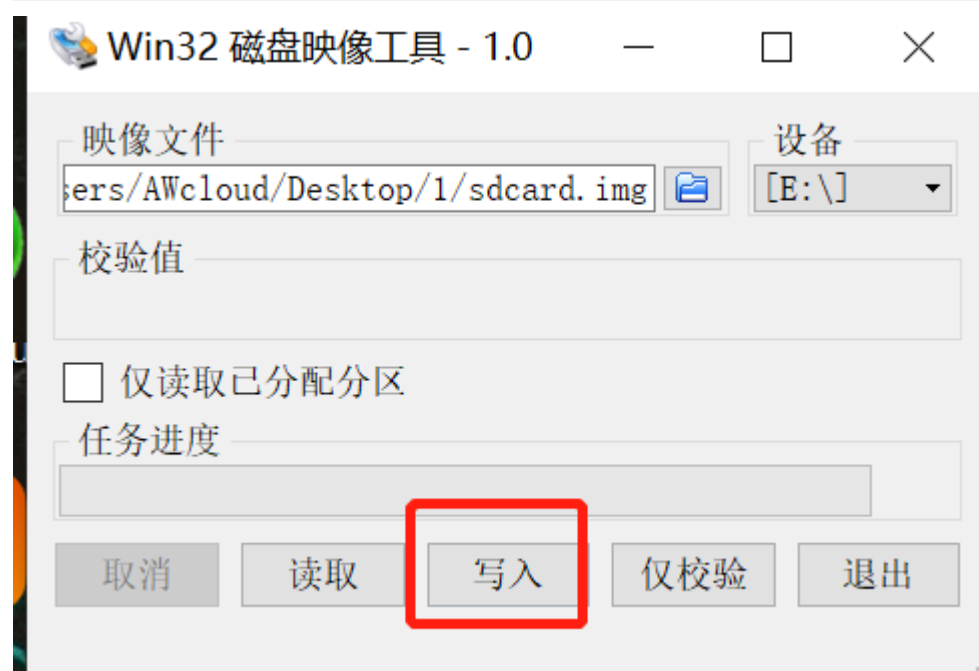 Win32 磁盘映像工具 - 1.0
映像文件
设备
sers/AWcloud/Desktop/1/sdcard.img
[E:\]
校验值
仅读取已分配分区
任务进度
取消 读取 写入 仅校验 退出